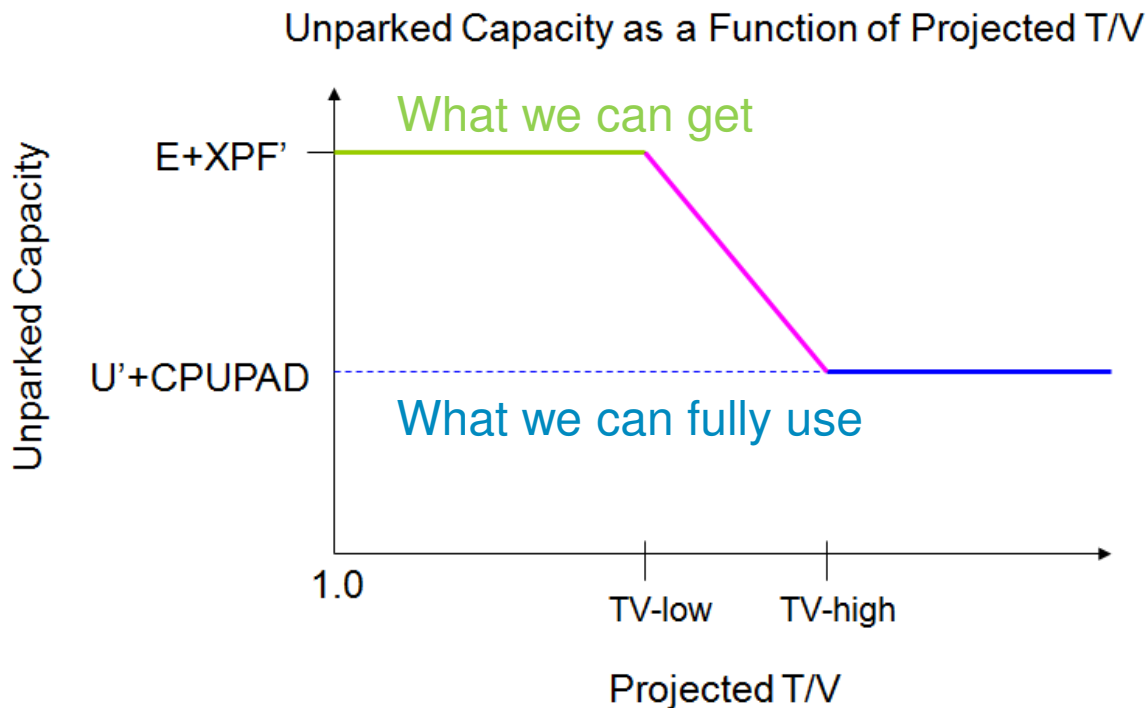 Unparked Capacity as a Function of Projected T/V
What we can get
E+XPF’
Unparked Capacity
U’+CPUPAD
What we can fully use
1.0
TV-low
TV-high
Projected T/V